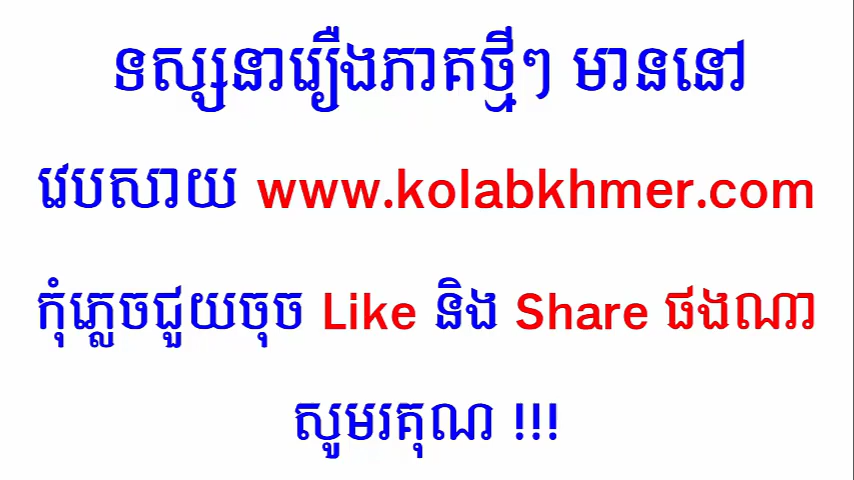 ទស្សនារឿងភាគថ្មីៗ មាននៅ
វេបសាយ www.kolabkhmer.com
កុំភ្លេចជួយចុច Like និង Share ផងណា
សូមរគុណ !!!